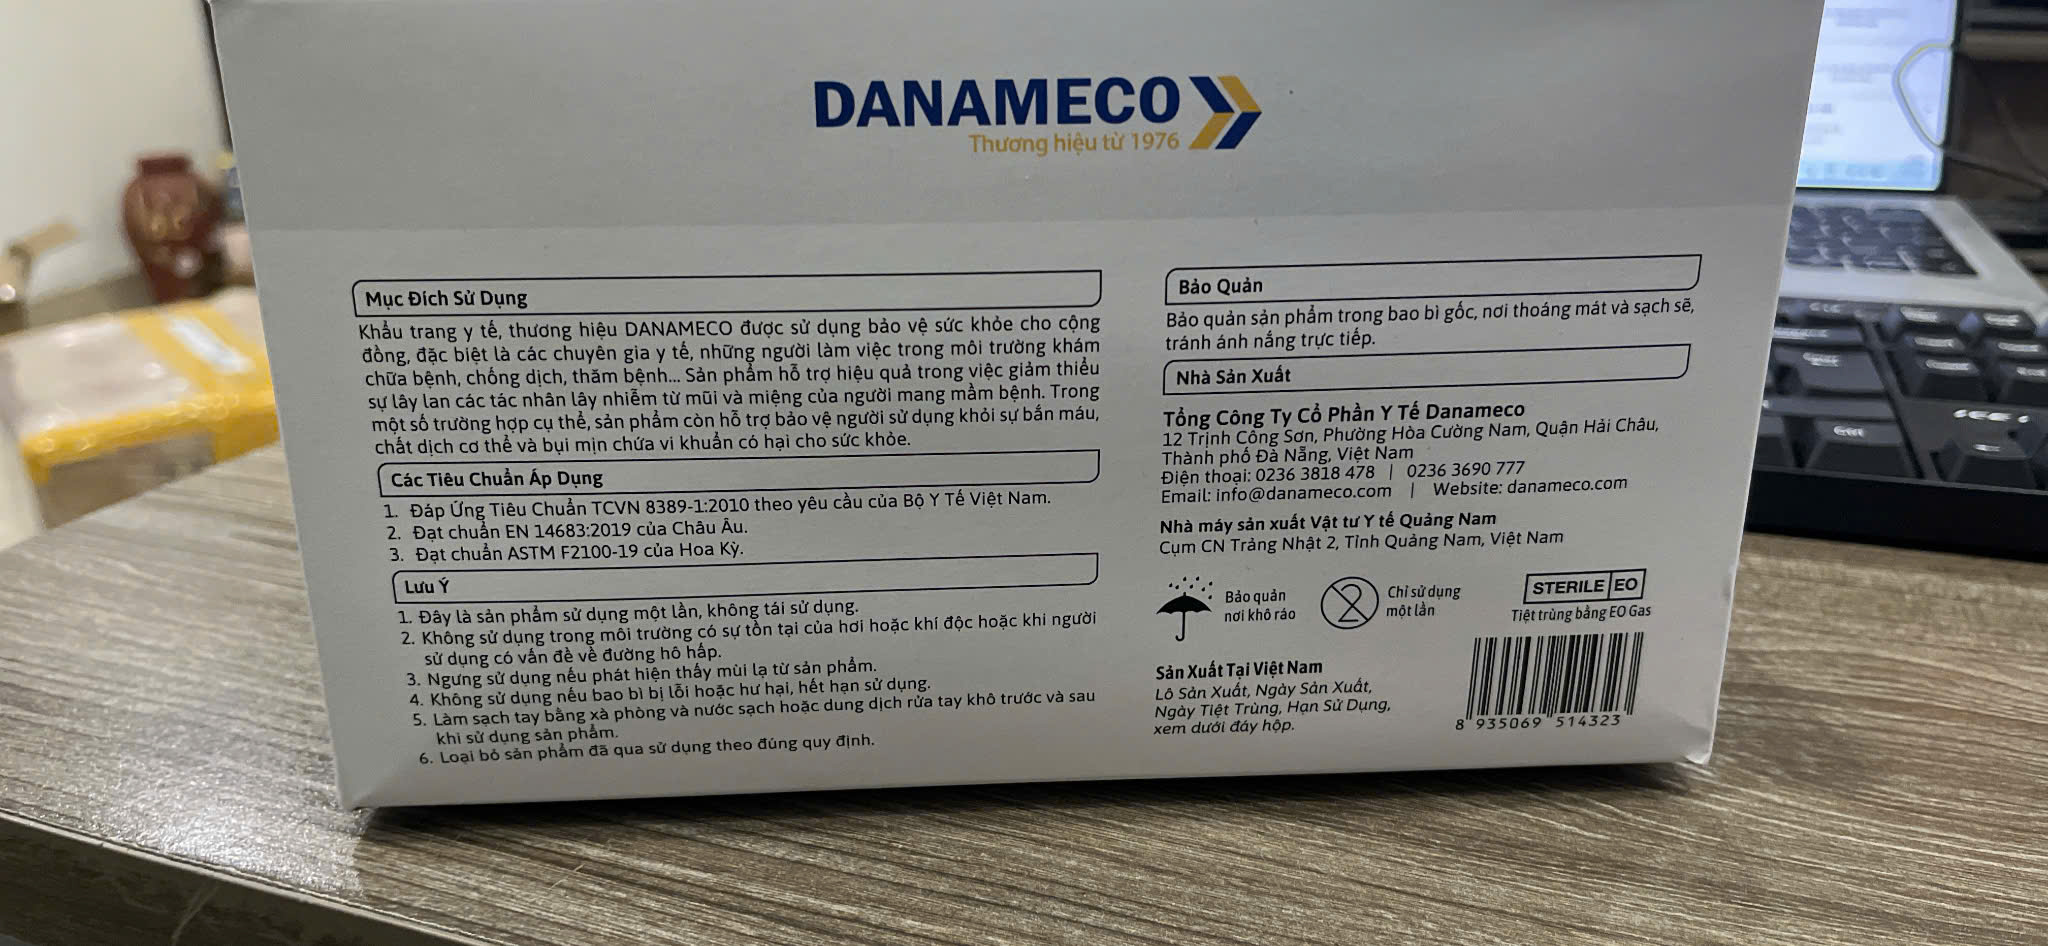 DANAMECO
Thương hiệu từ 1976
Mục Đích Sử Dụng
Khẩu trang y tế, thương hiệu DANAMECO được sử dụng bảo vệ sức khỏe cho cộng
đồng, đặc biệt là các chuyên gia y tế, những người làm việc trong môi trường khám
chữa bệnh, chống dịch, thăm bệnh... Sản phẩm hỗ trợ hiệu quả trong việc giảm thiểu
sự lây lan các tác nhân lây nhiễm từ mũi và miệng của người mang mầm bệnh. Trong
một số trường hợp cụ thể, sản phẩm còn hỗ trợ bảo vệ người sử dụng khỏi sự bắn máu,
chất dịch cơ thể và bụi mịn chứa vi khuẩn có hại cho sức khỏe.
Các Tiêu Chuẩn Áp Dụng
1. Đáp Ứng Tiêu Chuẩn TCVN 8389-1:2010 theo yêu cầu của Bộ Y Tế Việt Nam.
2. Đạt chuẩn EN 14683:2019 của Châu Âu.
3. Đạt chuẩn ASTM F2100-19 của Hoa Kỳ.
Lưu Ý
1. Đây là sản phẩm sử dụng một lần, không tái sử dụng.
2. Không sử dụng trong môi trường có sự tồn tại của hơi hoặc khí độc hoặc khi người
sử dụng có vấn đề về đường hô hấp.
3. Ngưng sử dụng nếu phát hiện thấy mùi lạ từ sản phẩm.
4. Không sử dụng nếu bao bì bị lỗi hoặc hư hại, hết hạn sử dụng.
5. Làm sạch tay bằng xà phòng và nước sạch hoặc dung dịch rửa tay khô trước và sau
khi sử dụng sản phẩm.
6. Loại bỏ sản phẩm đã qua sử dụng theo đúng quy định.
Bảo Quản
Bảo quản sản phẩm trong bao bì gốc, nơi thoáng mát và sạch sẽ,
tránh ánh nắng trực tiếp.
Nhà Sản Xuất
Tổng Công Ty Cổ Phần Y Tế Danameco
12 Trịnh Công Sơn, Phường Hòa Cường Nam, Quận Hải Châu,
Thành phố Đà Nẵng, Việt Nam
Điện thoại: 0236 3818 478 | 0236 3690 777
Email: info@danameco.com | Website: danameco.com
Nhà máy sản xuất Vật tư Y tế Quảng Nam
Cụm CN Trảng Nhật 2, Tỉnh Quảng Nam, Việt Nam
Bảo quản
nơi khô ráo
2
Chỉ sử dụng
một lần
STERILE EO
Tiệt trùng bằng EO Gas
Sản Xuất Tại Việt Nam
Lô Sản Xuất, Ngày Sản Xuất,
Ngày Tiệt Trùng, Hạn Sử Dụng,
xem dưới đáy hộp.
8 935069 514323
Ctrl